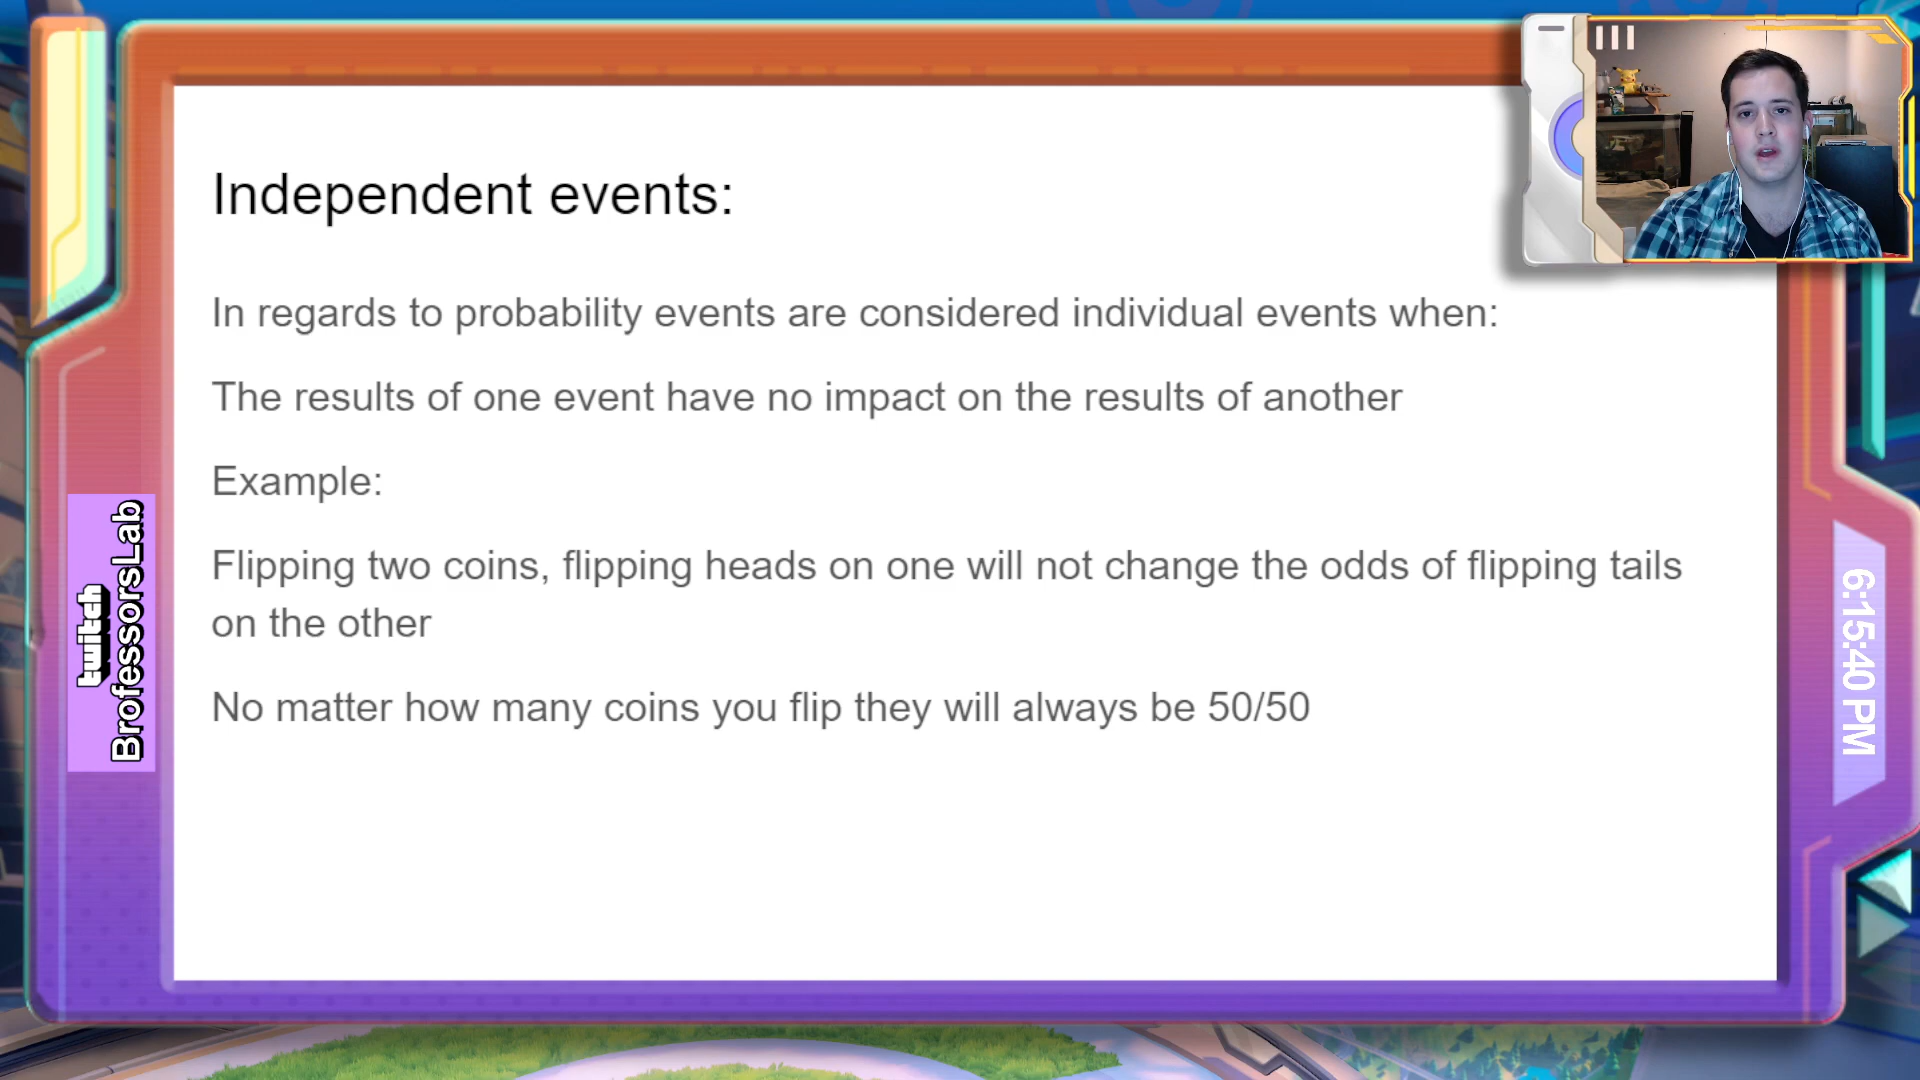 Independent events:
In regards to probability events are considered individual events when:
The results of one event have no impact on the results of another
Example:
Flipping two coins, flipping heads on one will not change the odds of flipping tails
on the other
No matter how many coins you flip they will always be 50/50
twitch
BrofessorsLab
6:15:40 PM